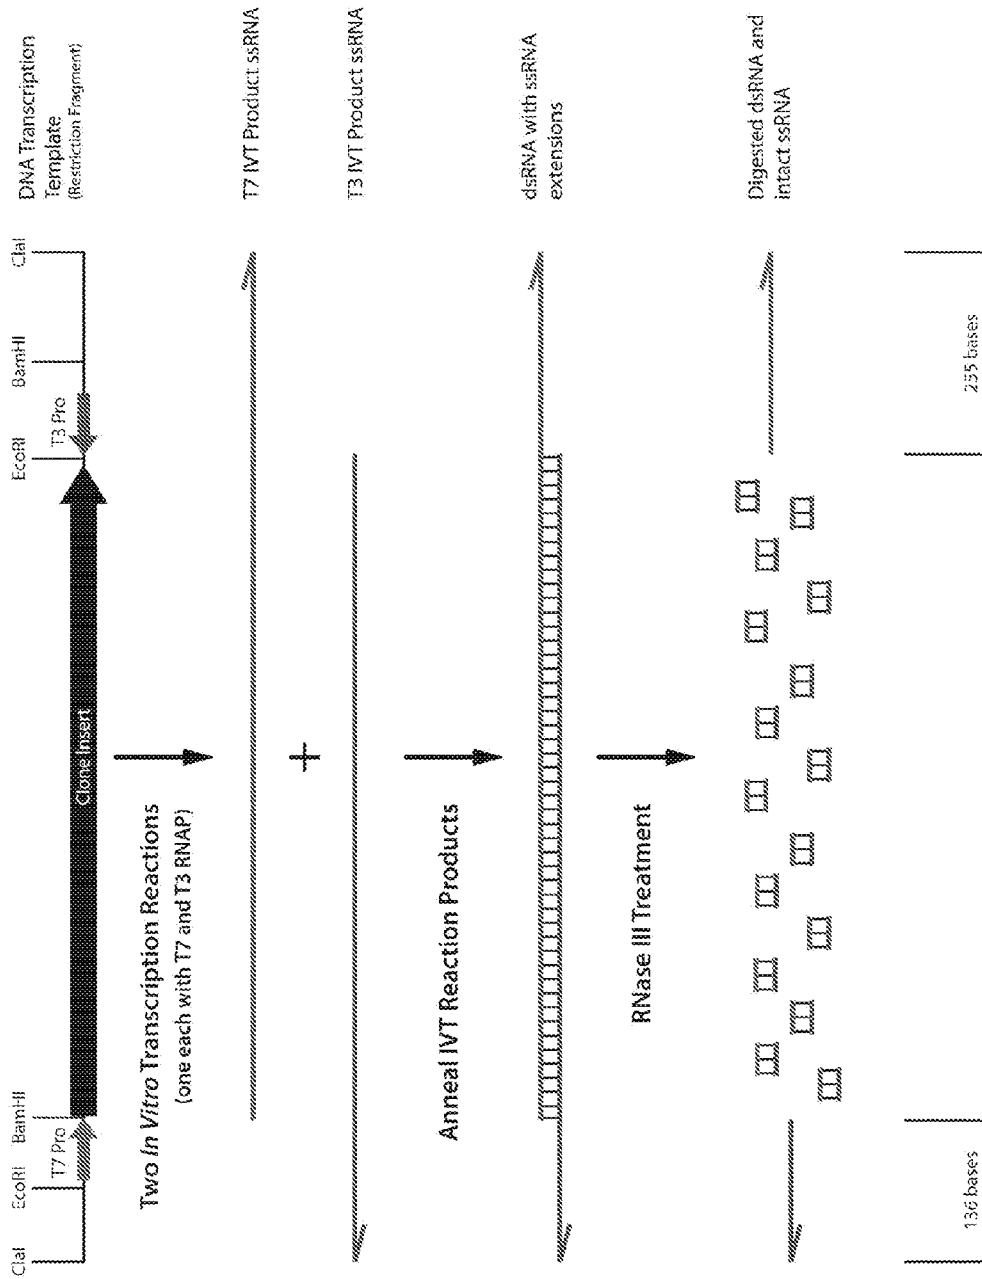 ClaI
EcoRI
BamHI
EcoRI
BamHI
ClaI
DNA Transcription
Template
(Restriction Fragment)
T7 Pro
Clone Insert
T3 Pro
Two In Vitro Transcription Reactions
(one each with T7 and T3 RNAP)
T7 IVT Product ssRNA
+
T3 IVT Product ssRNA
Anneal IVT Reaction Products
dsRNA with ssRNA
extensions
RNase III Treatment
Digested dsRNA and
intact ssRNA
136 bases
255 bases